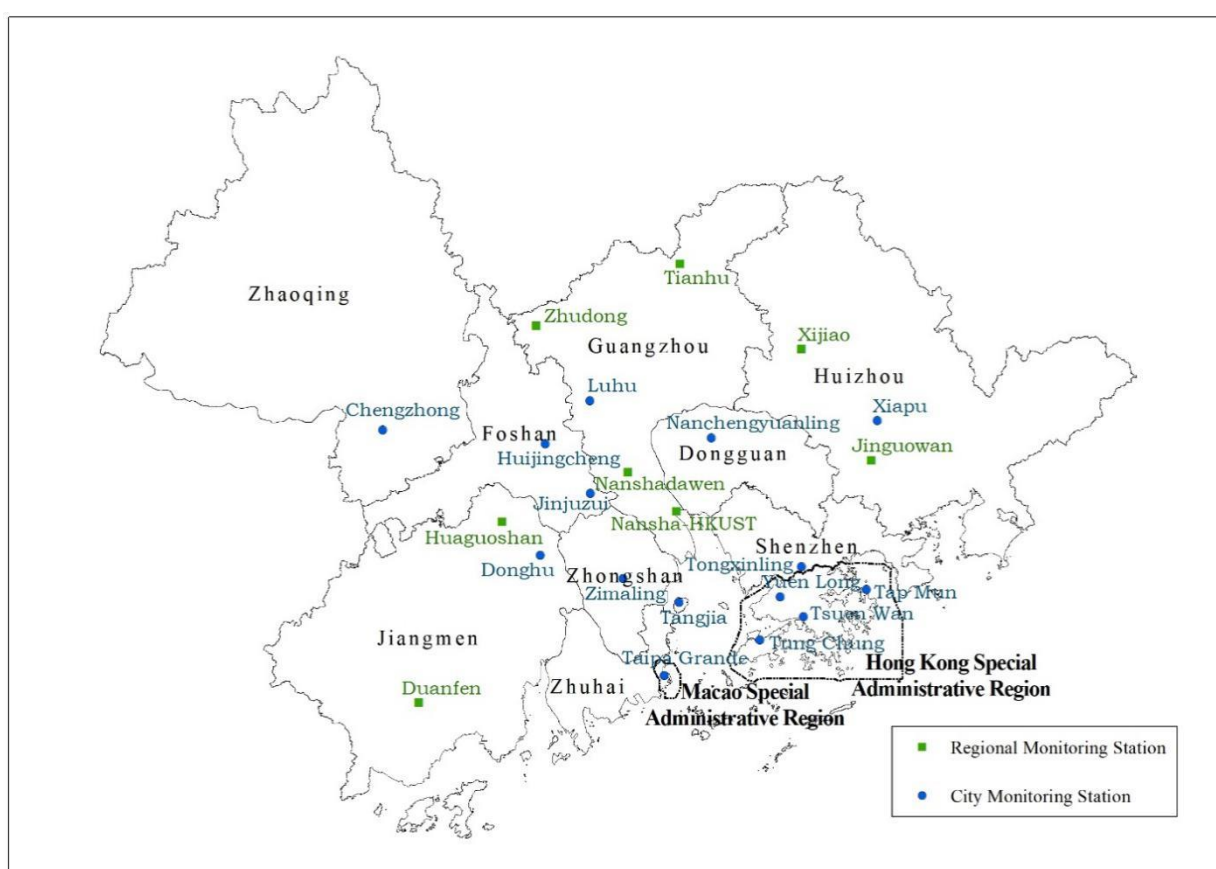 Tianhu
Zhaoqing
Zhudong
Guangzhou
Xijiao
Huizhou
Luhu
Chengzhong
Xiapu
Nanchengyuanling
Foshan
Dongguan
Huijingcheng
Jinguowan
Nanshadawen
Jinjuzui
Nansha-HKUST
Huaguoshan
Shenzhen
Donghu
Tongxinling
Zhongshan
Yuen Long
Zimaling
Tap Mun
Tangjia
Tsuen Wan
Jiangmen
Tung Chung
Taipa Grande
Hong Kong Special
Administrative Region
Duanfen
Zhuhai
Macao Special
Administrative Region
Regional Monitoring Station
City Monitoring Station